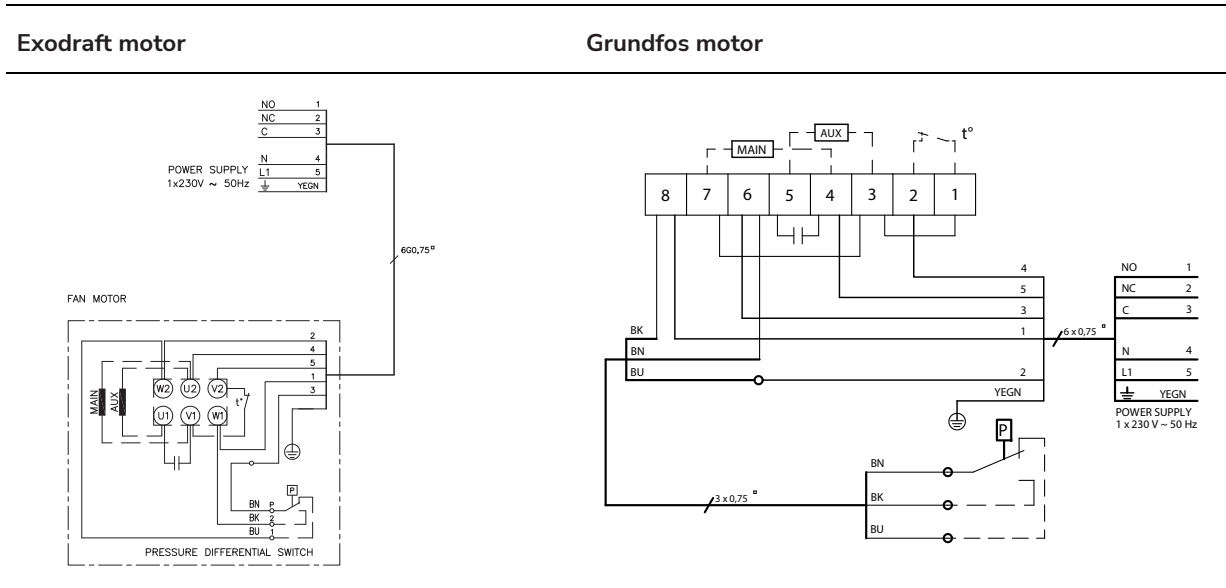 Exodraft motor
Grundfos motor
NO 1
NC 2
C 3
N 4
L1 5
YEGN
POWER SUPPLY
1x230V ~ 50Hz
6G0,75
FAN MOTOR
2
4
5
1
3
MAIN
AUX
W2 U2 V2
t°
U1 V1 W1
P
BN P
BK 2
BU 1
PRESSURE DIFFERENTIAL SWITCH
AUX
MAIN
t°
8 7 6 5 4 3 2 1
4
5
3
BK 1
BN
BU 2
YEGN
6 x 0,75
NO 1
NC 2
C 3
N 4
L1 5
YEGN
POWER SUPPLY
1 x 230 V ~ 50 Hz
P
BN
3 x 0,75
BK
BU